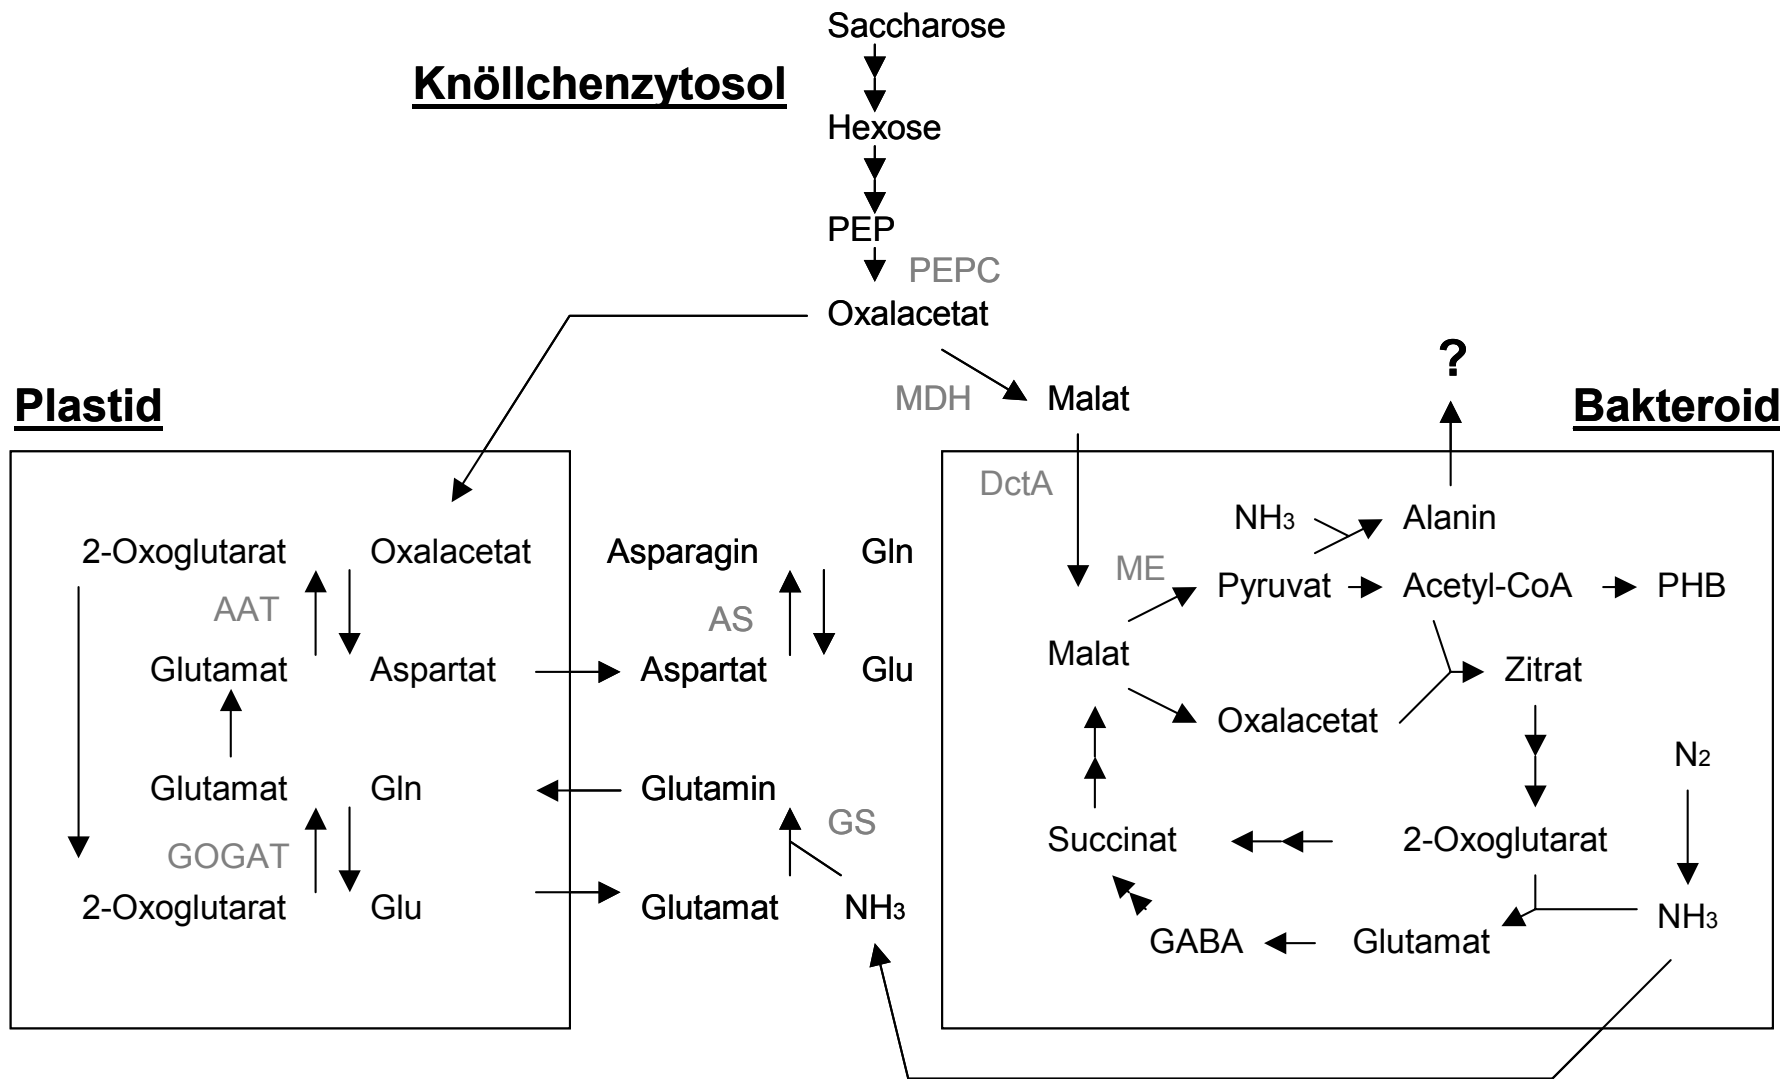 Saccharose
Knöllchenzytosol
Hexose
PEP
PEPC
Oxalacetat
?
MDH
Malat
Plastid
Bakteroid
DctA
NH3
Alanin
2-Oxoglutarat
Oxalacetat
Asparagin
Gln
ME
Pyruvat
Acetyl-CoA
PHB
AAT
AS
Malat
Glutamat
Aspartat
Aspartat
Glu
Zitrat
Oxalacetat
N2
Glutamat
Gln
Glutamin
GS
GOGAT
Succinat
2-Oxoglutarat
2-Oxoglutarat
Glu
Glutamat
NH3
NH3
GABA
Glutamat